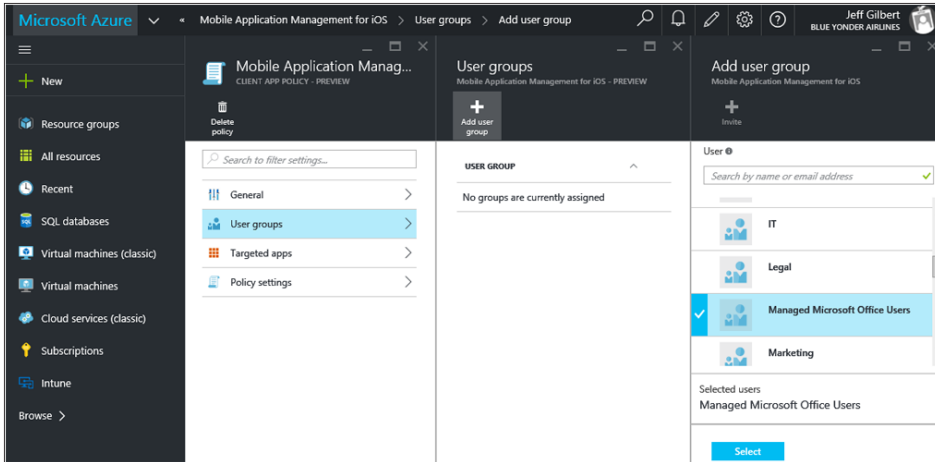 Microsoft Azure
« Mobile Application Management for iOS > User groups > Add user group
Jeff Gilbert
BLUE YONDER AIRLINES
New
Resource groups
All resources
Recent
SQL databases
Virtual machines (classic)
Virtual machines
Cloud services (classic)
Subscriptions
Intune
Browse >
Mobile Application Manag...
CLIENT APP POLICY - PREVIEW
Delete
policy
Search to filter settings...
General
User groups
Targeted apps
Policy settings
User groups
Mobile Application Management for iOS - PREVIEW
Add user
group
USER GROUP
No groups are currently assigned
Add user group
Mobile Application Management for iOS
Invite
User
Search by name or email address
IT
Legal
Managed Microsoft Office Users
Marketing
Selected users
Managed Microsoft Office Users
Select